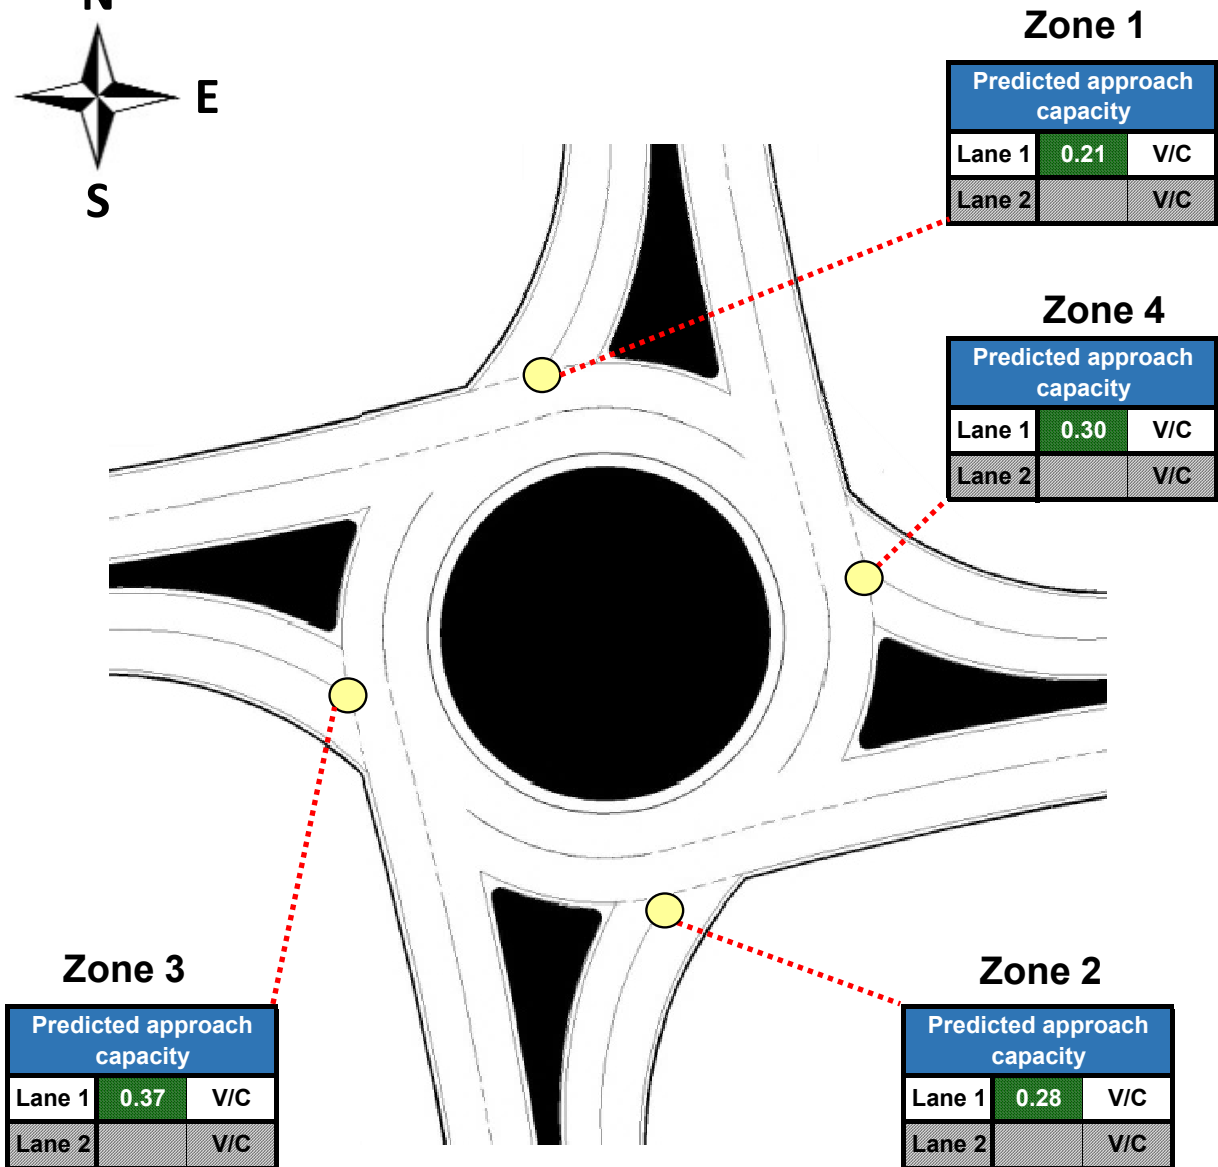 N
E
S
Zone 1
Predicted approach
capacity
Lane 1 0.21 V/C
Lane 2 V/C
Zone 4
Predicted approach
capacity
Lane 1 0.30 V/C
Lane 2 V/C
Zone 3
Predicted approach
capacity
Lane 1 0.37 V/C
Lane 2 V/C
Zone 2
Predicted approach
capacity
Lane 1 0.28 V/C
Lane 2 V/C